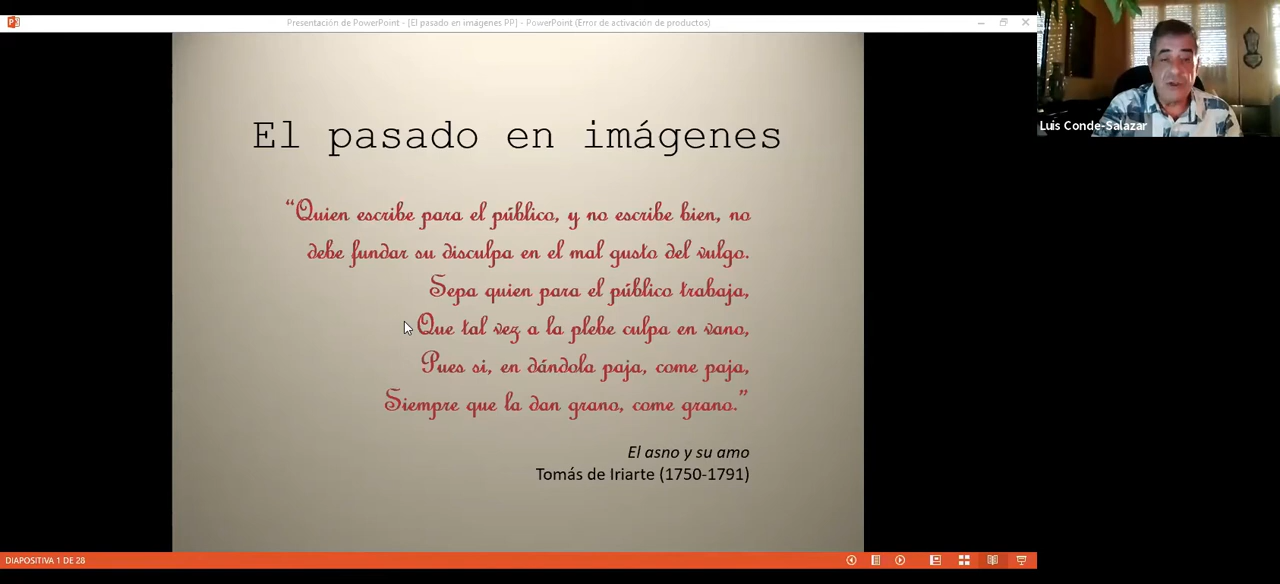 Presentación de PowerPoint - [El pasado en imágenes PP] - PowerPoint (Error de activación de productos)
Luis Conde-Salazar
El pasado en imágenes
“Quien escribe para el público, y no escribe bien, no
debe fundar su disculpa en el mal gusto del vulgo.
Sepa quien para el público trabaja,
Que tal vez a la plebe culpa en vano,
Pues si, en dándola paja, come paja,
Siempre que la dan grano, come grano.”
El asno y su amo
Tomás de Iriarte (1750-1791)
DIAPOSITIVA 1 DE 28